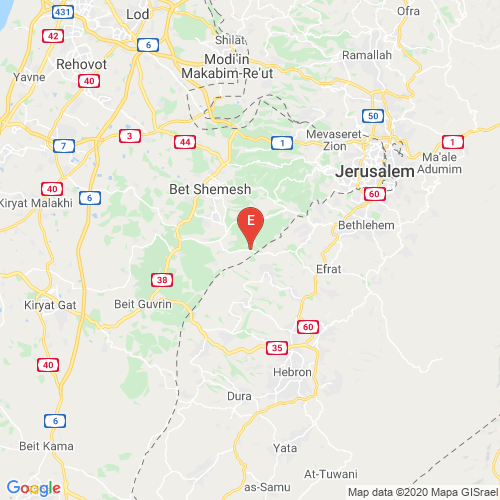 Ofra
431
Lod
Shilat
42
6
Ramallah
Rehovot
Modi'in
Makabim-Re'ut
Yavne
40
50
3
Mevaseret
Zion
1
7
44
1
Jerusalem
Ma'ale
Adumim
40
Bet Shemesh
60
Kiryat Malakhi
6
E
Bethlehem
Efrat
38
Kiryat Gat
Beit Guvrin
60
35
40
Hebron
Dura
6
Beit Kama
Yata
At-Tuwani
as-Samu
Google
Map data ©2020 Mapa GISrael